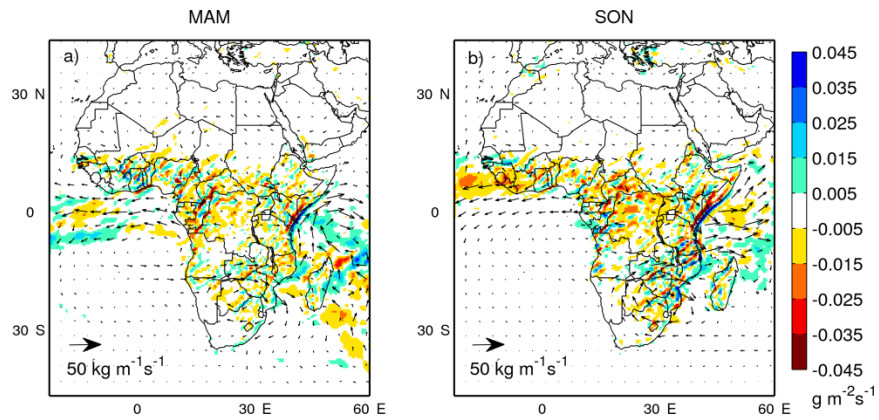 MAM
SON
a)
b)
30 N
0
30 S
50 kg m⁻¹s⁻¹
0
30 E
60 E
30 N
0
30 S
50 kg m⁻¹s⁻¹
0
30 E
60 E
0.045
0.035
0.025
0.015
0.005
-0.005
-0.015
-0.025
-0.035
-0.045
g m⁻²s⁻¹